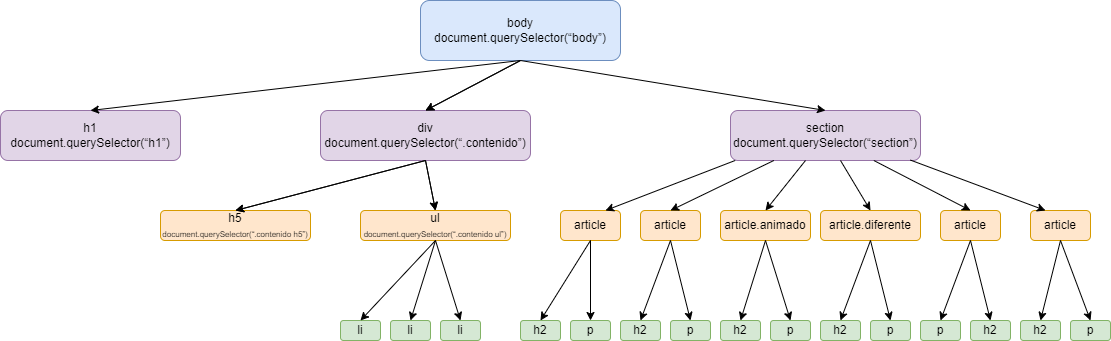 body
document.querySelector(“body”)
h1
document.querySelector(“h1”)
div
document.querySelector(“.contenido”)
section
document.querySelector(“section”)
h5
document.querySelector(“.contenido h5”)
ul
document.querySelector(“.contenido ul”)
article
article
article.animado
article.diferente
article
article
li
li
li
h2
p
h2
p
h2
p
h2
p
p
h2
h2
p